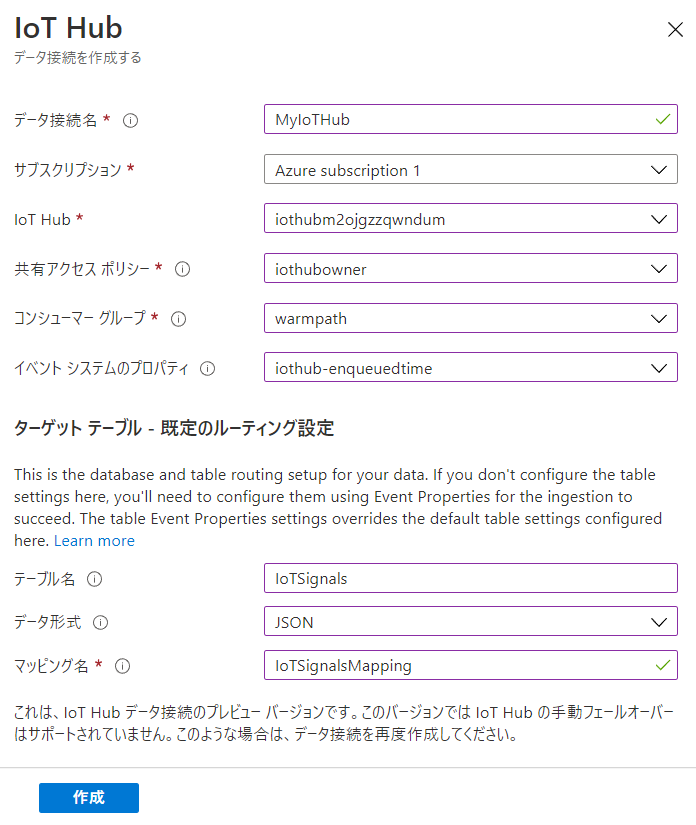 IoT Hub
データ接続を作成する
データ接続名 * MyIoTHub
サブスクリプション * Azure subscription 1
IoT Hub * iothubm2ojgzzqwndum
共有アクセス ポリシー * iothubowner
コンシューマー グループ * warmpath
イベント システムのプロパティ iothub-enqueuedtime
ターゲット テーブル - 既定のルーティング設定
This is the database and table routing setup for your data. If you don't configure the table
settings here, you'll need to configure them using Event Properties for the ingestion to
succeed. The table Event Properties settings overrides the default table settings configured
here. Learn more
テーブル名 IoTSignals
データ形式 JSON
マッピング名 * IoTSignalsMapping
これは、IoT Hub データ接続のプレビュー バージョンです。このバージョンでは IoT Hub の手動フェールオーバー
はサポートされていません。このような場合は、データ接続を再度作成してください。
作成